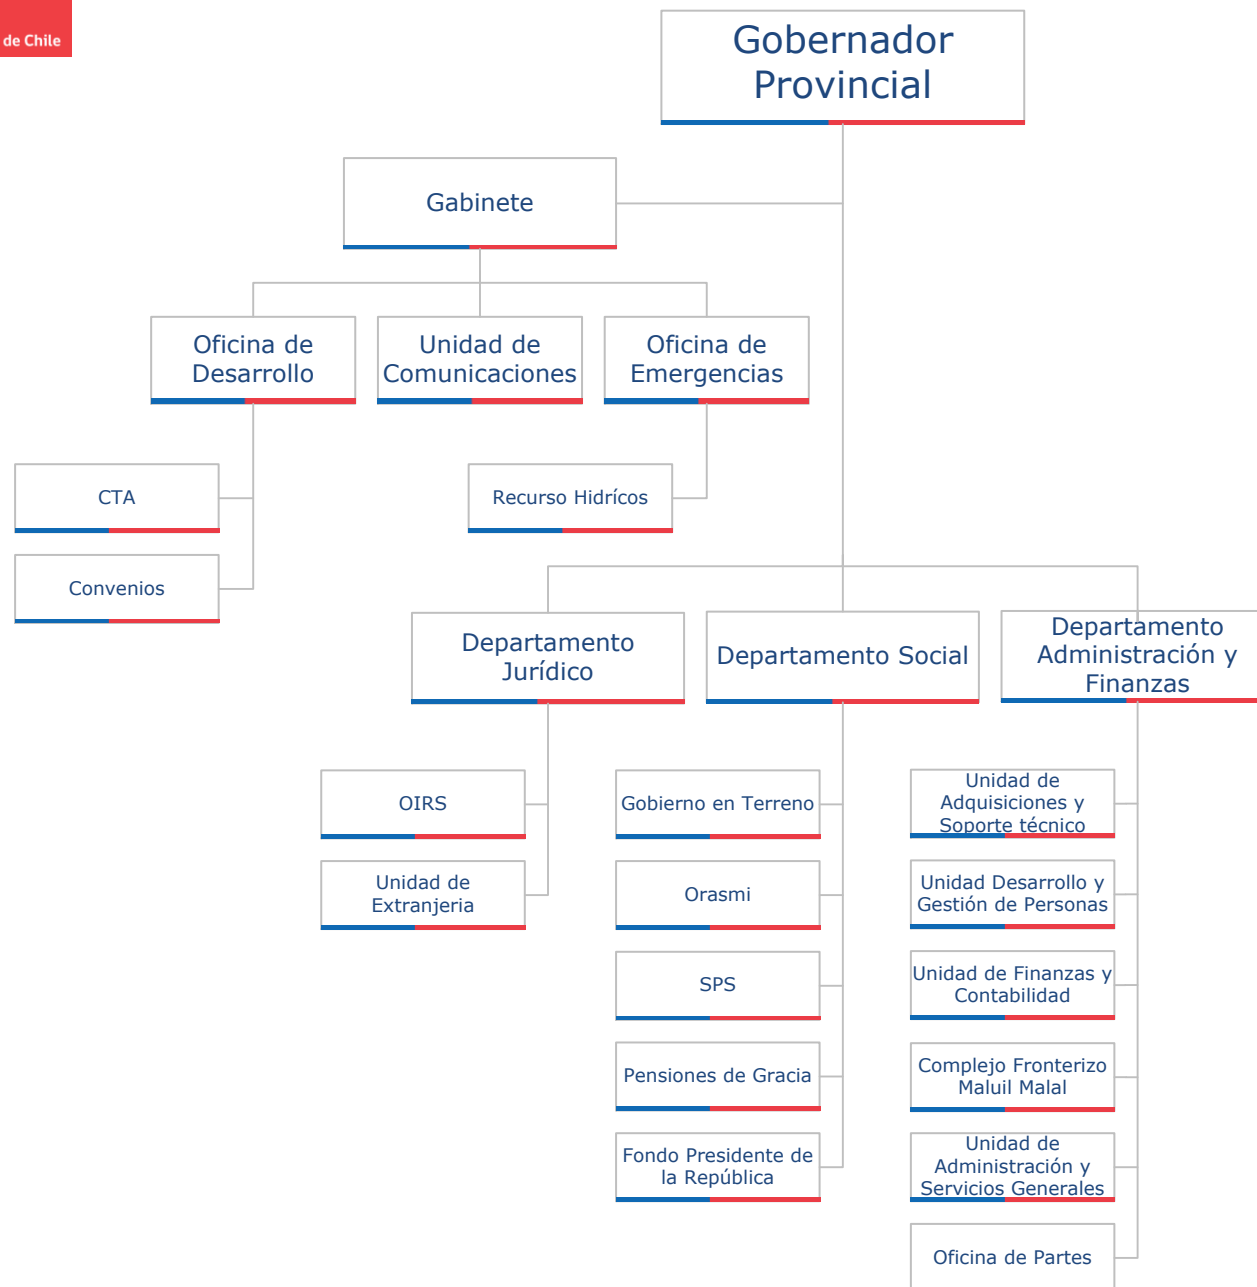 de Chile
Gobernador
Provincial
Gabinete
Oficina de
Desarrollo
Unidad de
Comunicaciones
Oficina de
Emergencias
CTA
Convenios
Recurso Hidrícos
Departamento
Jurídico
Departamento Social
Departamento
Administración y
Finanzas
OIRS
Unidad de
Extranjeria
Gobierno en Terreno
Orasmi
SPS
Pensiones de Gracia
Fondo Presidente de
la República
Unidad de
Adquisiciones y
Soporte técnico
Unidad Desarrollo y
Gestión de Personas
Unidad de Finanzas y
Contabilidad
Complejo Fronterizo
Maluil Malal
Unidad de
Administración y
Servicios Generales
Oficina de Partes